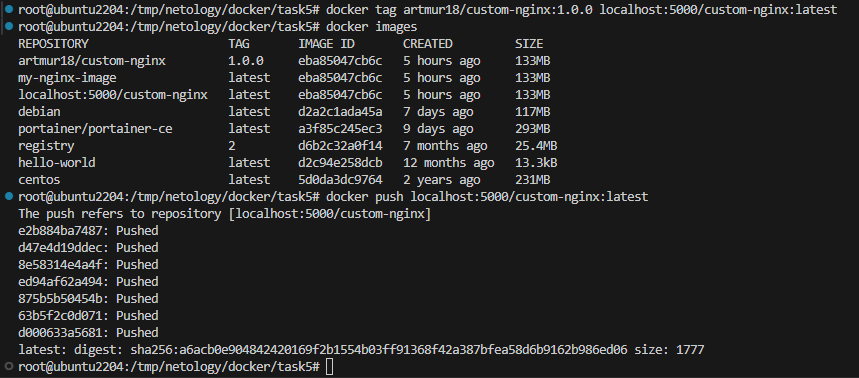 root@ubuntu2204:/tmp/netology/docker/task5# docker tag artmur18/custom-nginx:1.0.0 localhost:5000/custom-nginx:latest
root@ubuntu2204:/tmp/netology/docker/task5# docker images
REPOSITORY TAG IMAGE ID CREATED SIZE
artmur18/custom-nginx 1.0.0 eba85047cb6c 5 hours ago 133MB
my-nginx-image latest eba85047cb6c 5 hours ago 133MB
localhost:5000/custom-nginx latest eba85047cb6c 5 hours ago 133MB
debian latest d2a2c1ada45a 7 days ago 117MB
portainer/portainer-ce latest a3f85c245ec3 9 days ago 293MB
registry 2 d6b2c32a0f14 7 months ago 25.4MB
hello-world latest d2c94e258dcb 12 months ago 13.3kB
centos latest 5d0da3dc9764 2 years ago 231MB
root@ubuntu2204:/tmp/netology/docker/task5# docker push localhost:5000/custom-nginx:latest
The push refers to repository [localhost:5000/custom-nginx]
e2b884ba7487: Pushed
d47e4d19ddec: Pushed
8e58314e4a4f: Pushed
ed94af62a494: Pushed
875b5b50454b: Pushed
63b5f2c0d071: Pushed
d000633a5681: Pushed
latest: digest: sha256:a6acb0e904842420169f2b1554b03ff91368f42a387bfea58d6b9162b986ed06 size: 1777
root@ubuntu2204:/tmp/netology/docker/task5#